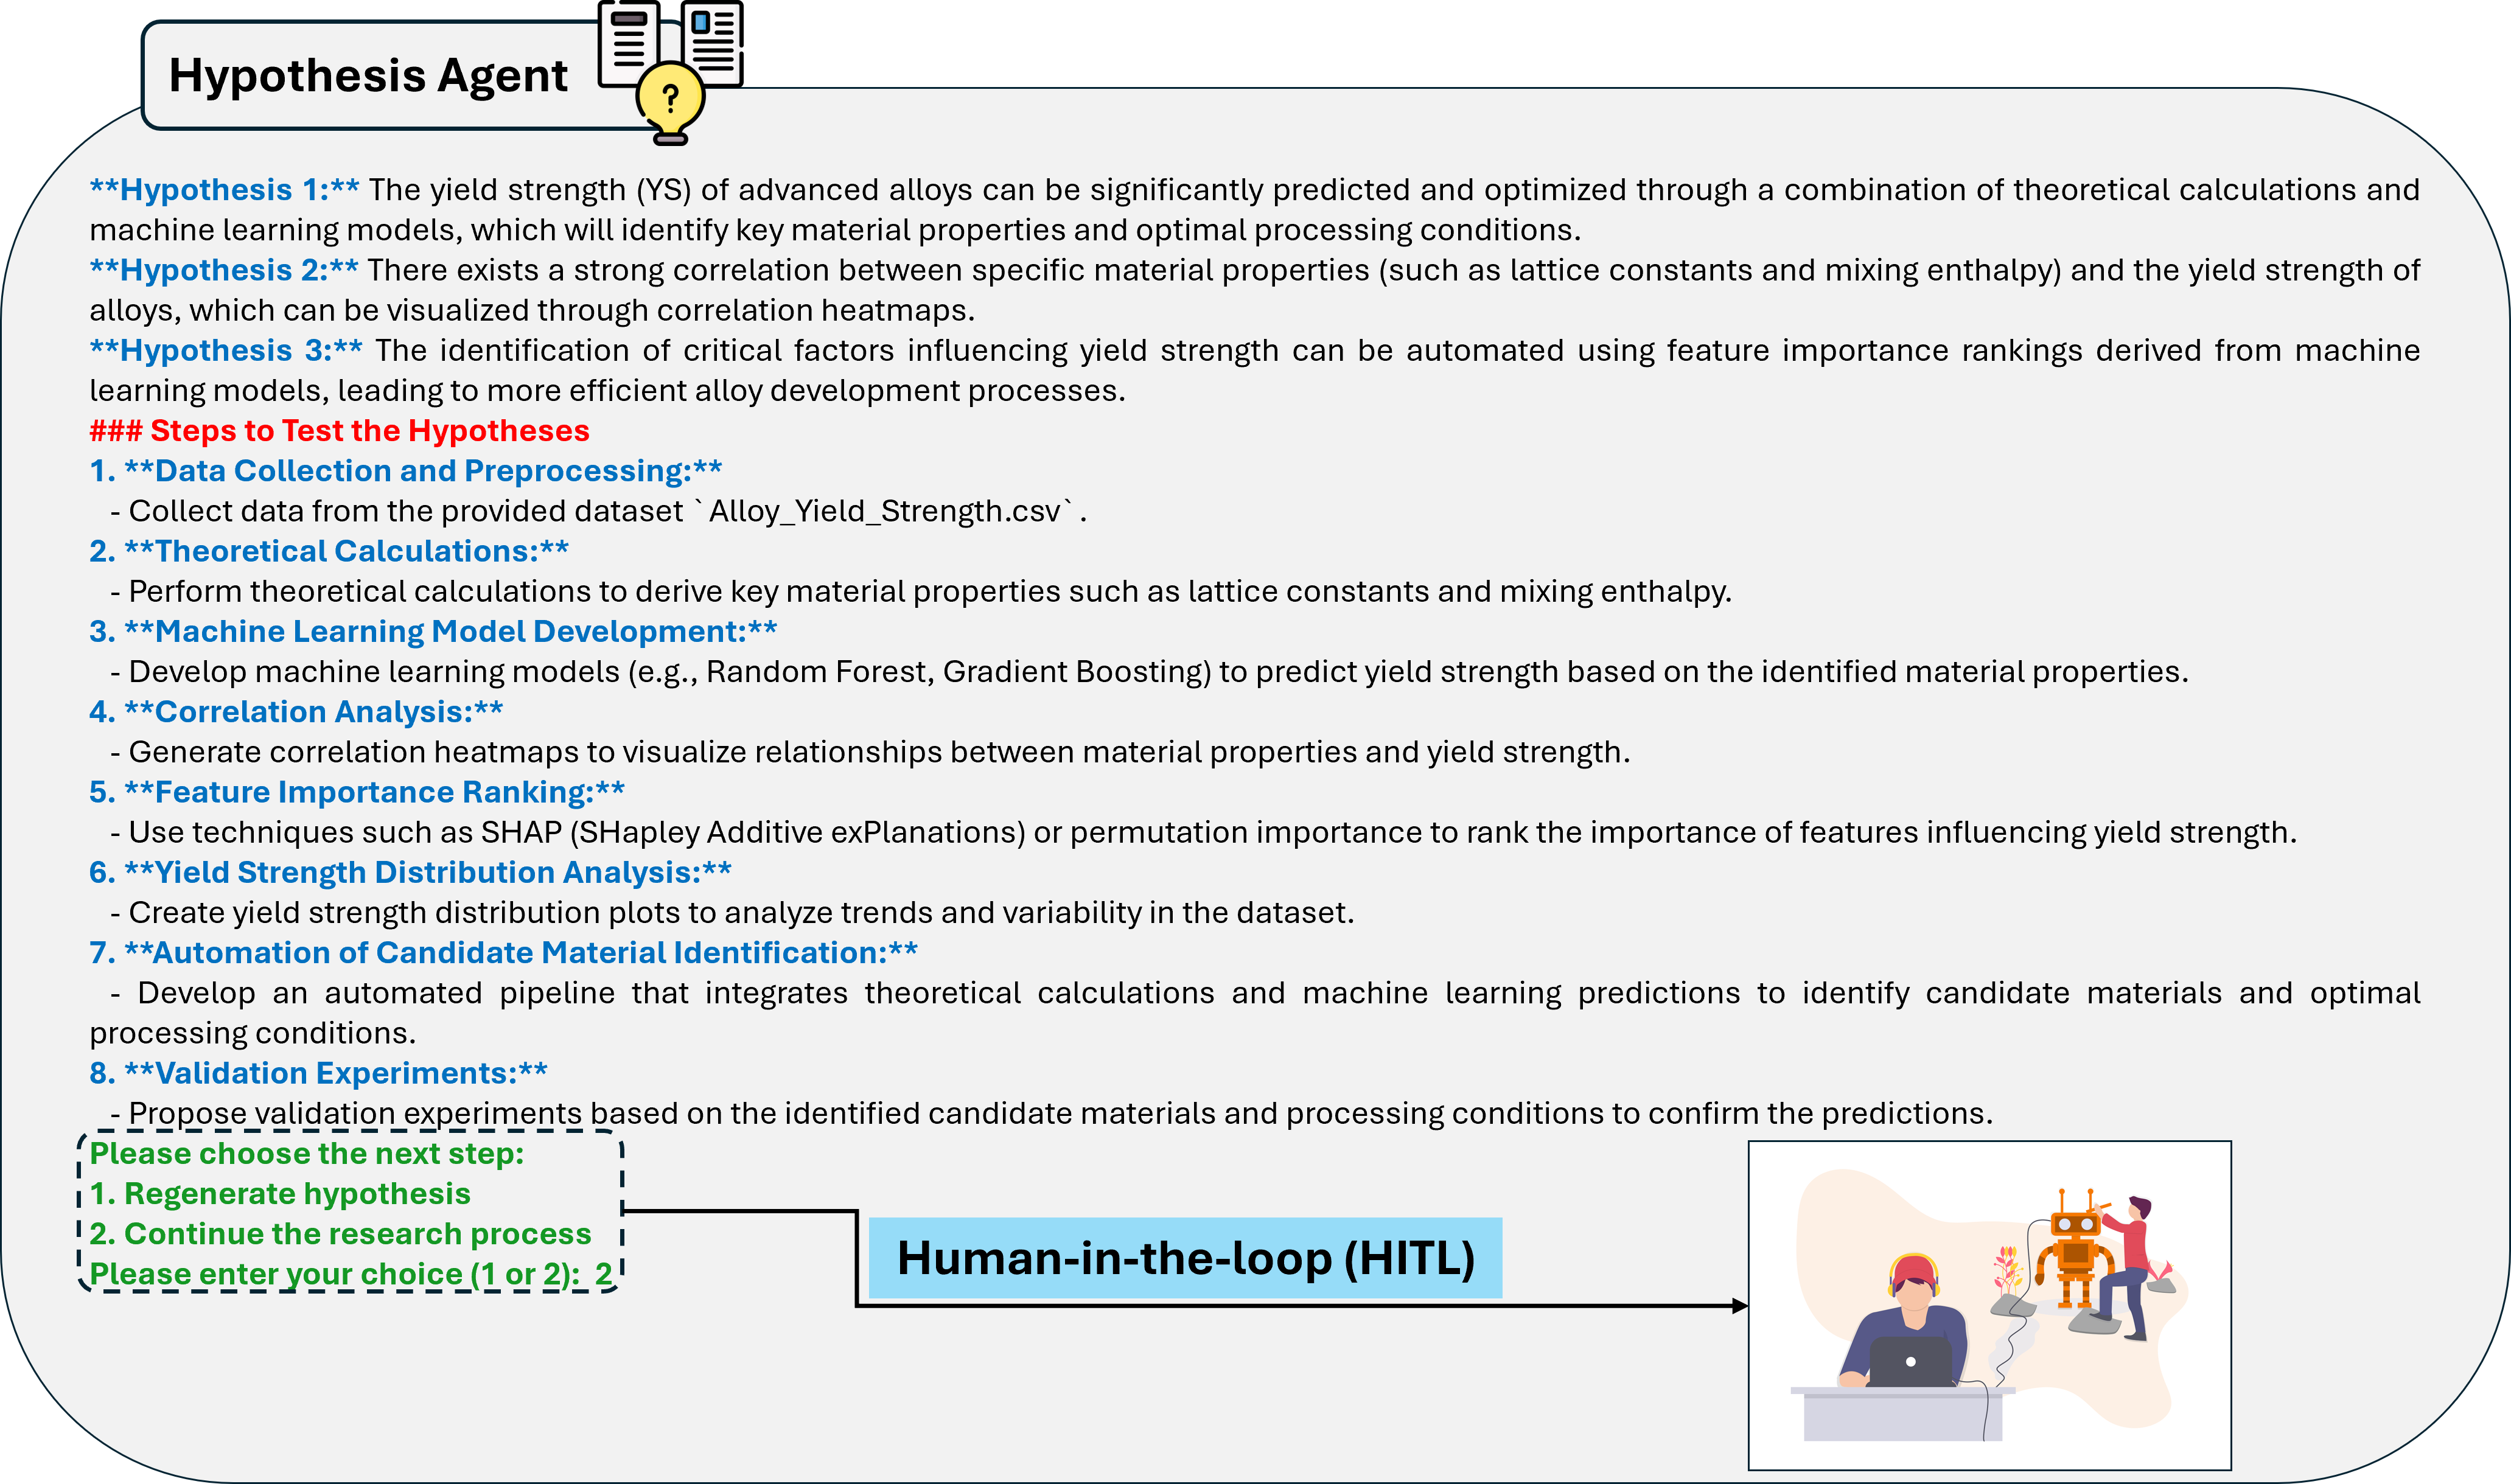 Hypothesis Agent
?
**Hypothesis 1:** The yield strength (YS) of advanced alloys can be significantly predicted and optimized through a combination of theoretical calculations and
machine learning models, which will identify key material properties and optimal processing conditions.
**Hypothesis 2:** There exists a strong correlation between specific material properties (such as lattice constants and mixing enthalpy) and the yield strength of
alloys, which can be visualized through correlation heatmaps.
**Hypothesis 3:** The identification of critical factors influencing yield strength can be automated using feature importance rankings derived from machine
learning models, leading to more efficient alloy development processes.
### Steps to Test the Hypotheses
1. **Data Collection and Preprocessing:**
- Collect data from the provided dataset `Alloy_Yield_Strength.csv`.
2. **Theoretical Calculations:**
- Perform theoretical calculations to derive key material properties such as lattice constants and mixing enthalpy.
3. **Machine Learning Model Development:**
- Develop machine learning models (e.g., Random Forest, Gradient Boosting) to predict yield strength based on the identified material properties.
4. **Correlation Analysis:**
- Generate correlation heatmaps to visualize relationships between material properties and yield strength.
5. **Feature Importance Ranking:**
- Use techniques such as SHAP (SHapley Additive exPlanations) or permutation importance to rank the importance of features influencing yield strength.
6. **Yield Strength Distribution Analysis:**
- Create yield strength distribution plots to analyze trends and variability in the dataset.
7. **Automation of Candidate Material Identification:**
- Develop an automated pipeline that integrates theoretical calculations and machine learning predictions to identify candidate materials and optimal
processing conditions.
8. **Validation Experiments:**
- Propose validation experiments based on the identified candidate materials and processing conditions to confirm the predictions.
Please choose the next step:
1. Regenerate hypothesis
2. Continue the research process
Please enter your choice (1 or 2): 2
Human-in-the-loop (HITL)